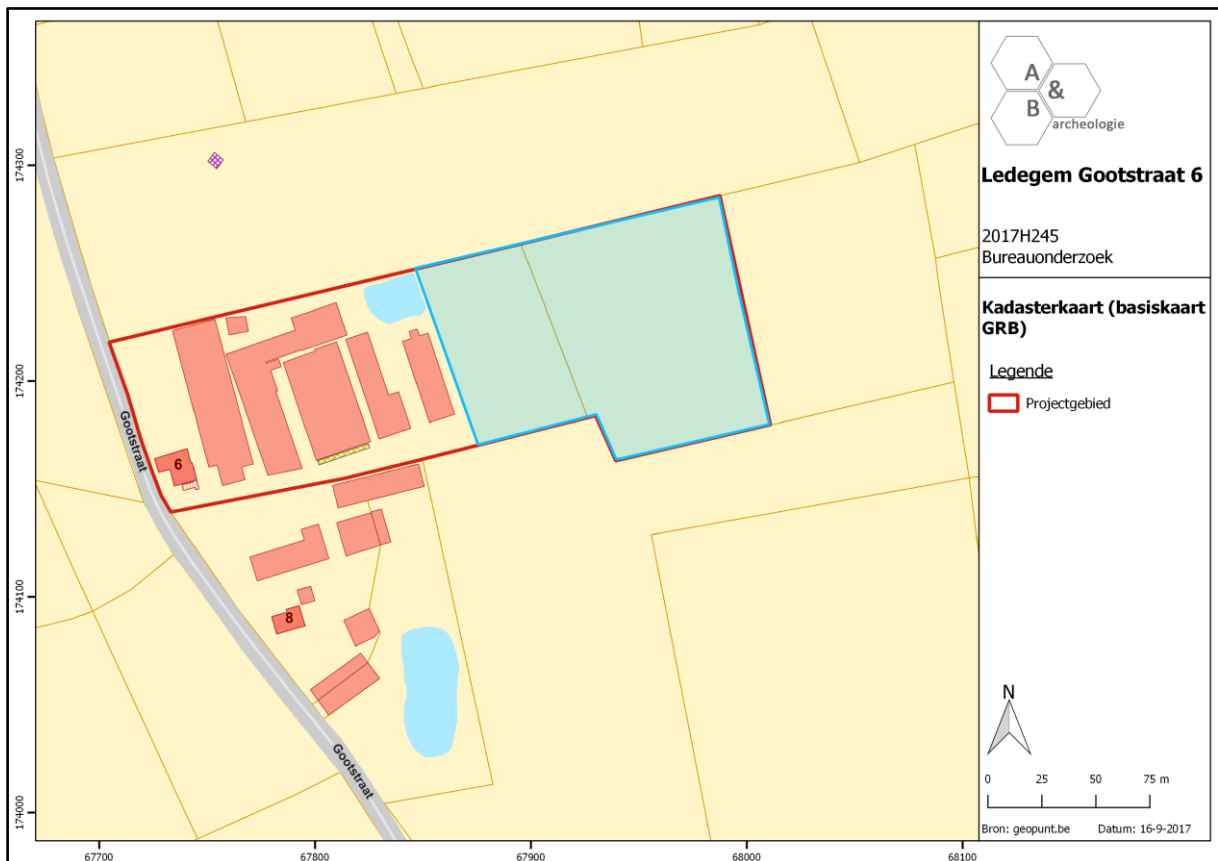 A
&
B
archeologie
Ledegem Gootstraat 6
2017H245
Bureauonderzoek
Kadasterkaart (basiskaart
GRB)
Legende
Projectgebied
174300
174200
174100
174000
Gootstraat
6
8
Gootstraat
N
0 25 50 75 m
Bron: geopunt.be Datum: 16-9-2017
67700 67800 67900 68000 68100